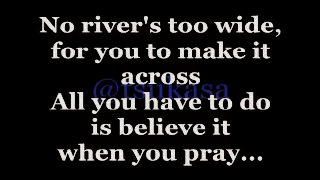 No river's too wide,
for you to make it
across
@tsukasa
All you have to do
is believe it
when you pray...